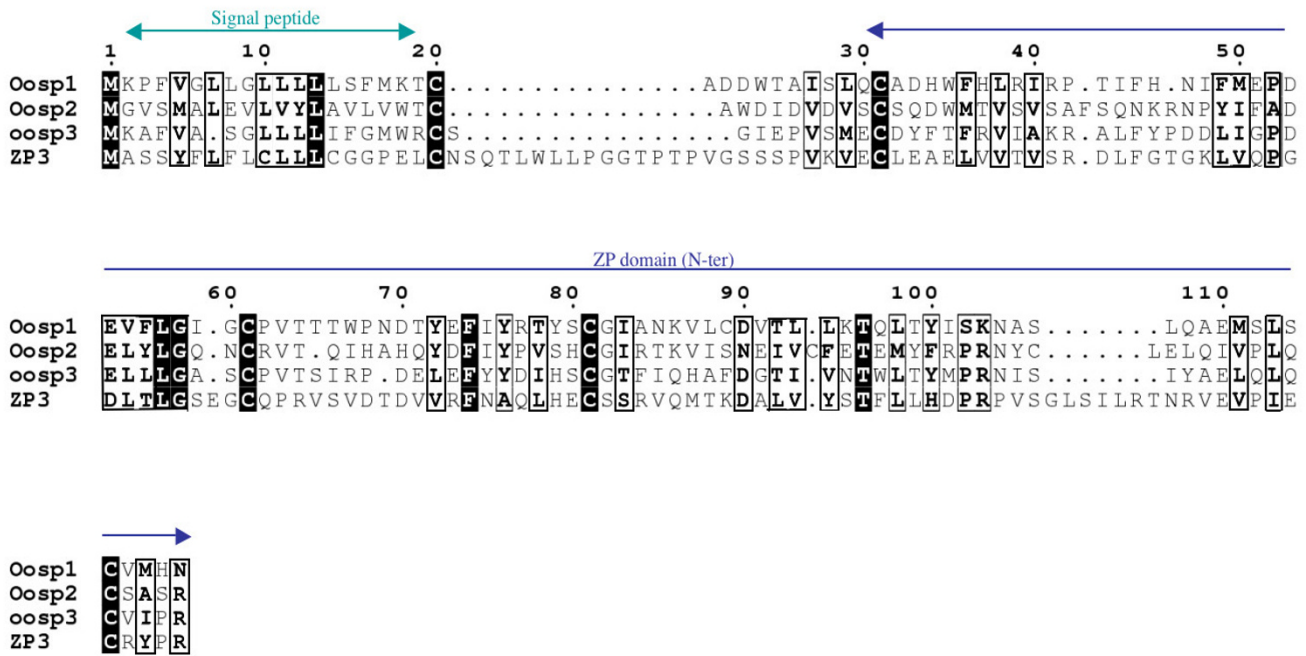 Signal peptide
1 10 20 30 40 50
Oosp1 MKPFVGLLGLLLLLSFMKTC...............ADDWTAISLQCADHWFHLRIRP.TIFH.NIFMEPD
Oosp2 MGVSMALEVLVYLAVLVWTC................AWDIDVDVSCSQDWMTVSVSAFSQNKRNPYIFAD
oosp3 MKAFVA.SGLLLLIFGMWRCS................GIEPVSMECDYFTFRVIAKR.ALFYPDDLIGPD
ZP3 MASSYFLFLCLLLCGGPELCNSQTLWLLPGGTPTPVGSSSPVKVECLEAELVVTVSR.DLFGTGKLVQPG
ZP domain (N-ter)
60 70 80 90 100 110
Oosp1 EVFLGI.GCPVTTTWPNDTYEFIYRTYSCGIANKVLCDVTL.LKTQLTYISKNAS.......LQAEMSLS
Oosp2 ELYLGQ.NCRVT.QIHAHQYDFIYPVSHCGIRTKVISNEIVCFETEMYFRPRNYC......LELQIVPLQ
oosp3 ELLLGA.SCPVTSIRP.DELEFYYDIHSCGTFIQHAFDGTI.VNTWLTYMPRNIS.......IYAELQLQ
ZP3 DLTLGSEGCQPRVSVDTDVVRFNAQLHECSSRVQMTKDALV.YSTFLLHDPRPVSGLSILRTNRVEVPIE
Oosp1 CVMHN
Oosp2 CSASR
oosp3 CVIPR
ZP3 CRYPR